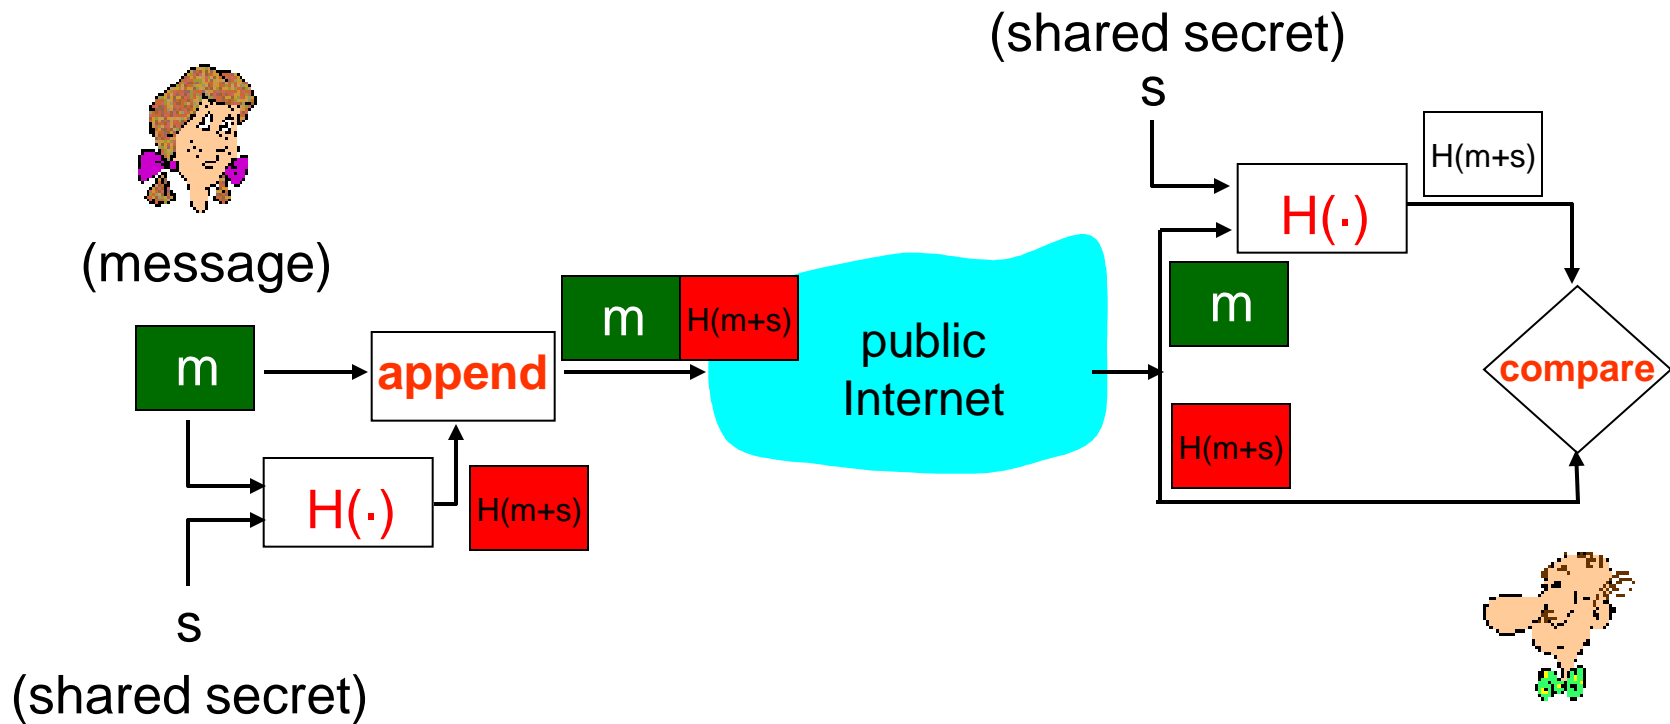 (shared secret)
s
H(m+s)
H(·)
(message)
m
H(m+s)
m
m
append
public
Internet
compare
H(m+s)
H(·)
H(m+s)
s
(shared secret)